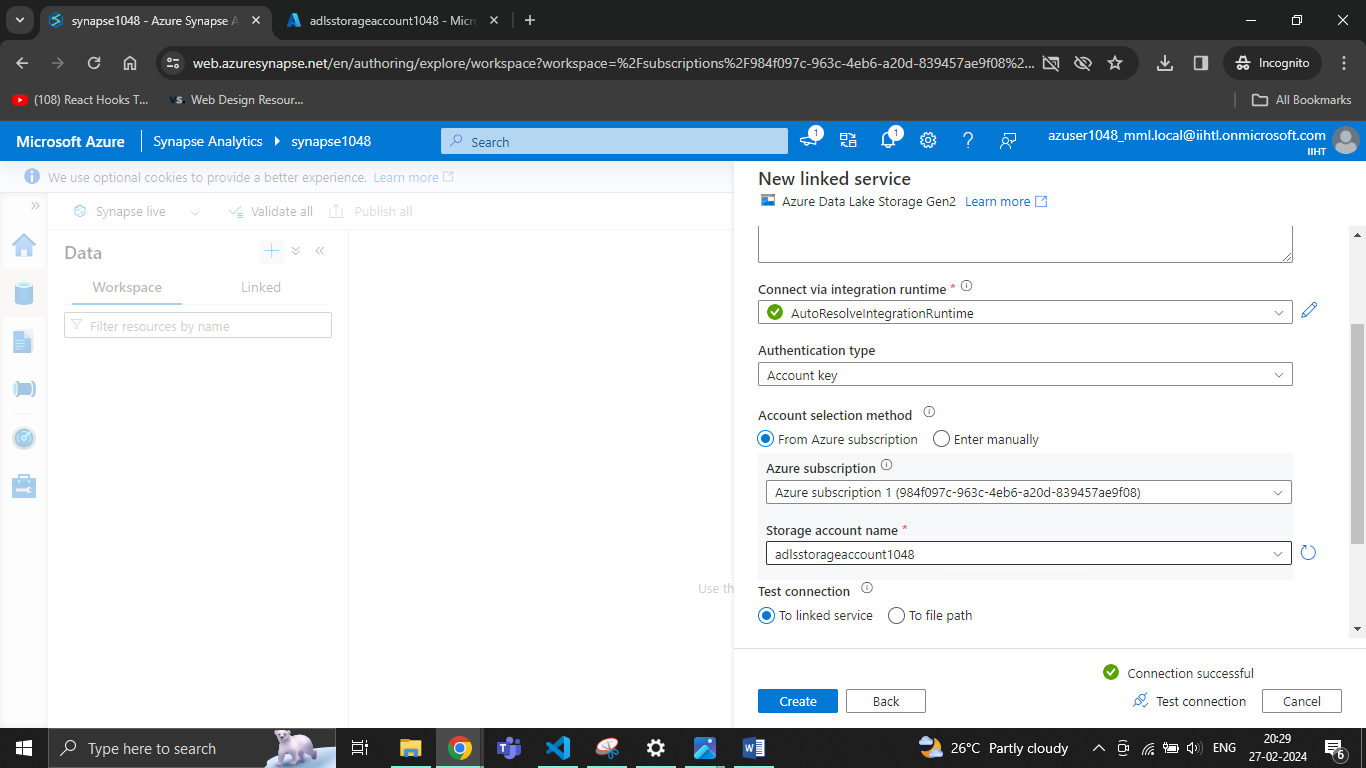 synapse1048 - Azure Synapse A
adlsstorageaccount1048 - Micro
web.azuresynapse.net/en/authoring/explore/workspace?workspace=%2Fsubscriptions%2F984f097c-963c-4eb6-a20d-839457ae9f08%2...
Incognito
(108) React Hooks T...
VS
Web Design Resour...
All Bookmarks
Microsoft Azure
Synapse Analytics
synapse1048
Search
1
1
azuser1048_mml.local@iihtl.onmicrosoft.com
IIHT
We use optional cookies to provide a better experience. Learn more
Synapse live
Validate all
Publish all
Data
Workspace
Linked
Filter resources by name
Use th
New linked service
Azure Data Lake Storage Gen2 Learn more
Connect via integration runtime *
AutoResolveIntegrationRuntime
Authentication type
Account key
Account selection method
From Azure subscription
Enter manually
Azure subscription
Azure subscription 1 (984f097c-963c-4eb6-a20d-839457ae9f08)
Storage account name *
adlsstorageaccount1048
Test connection
To linked service
To file path
Connection successful
Create
Back
Test connection
Cancel
Type here to search
26°C Partly cloudy
ENG
20:29
27-02-2024
6